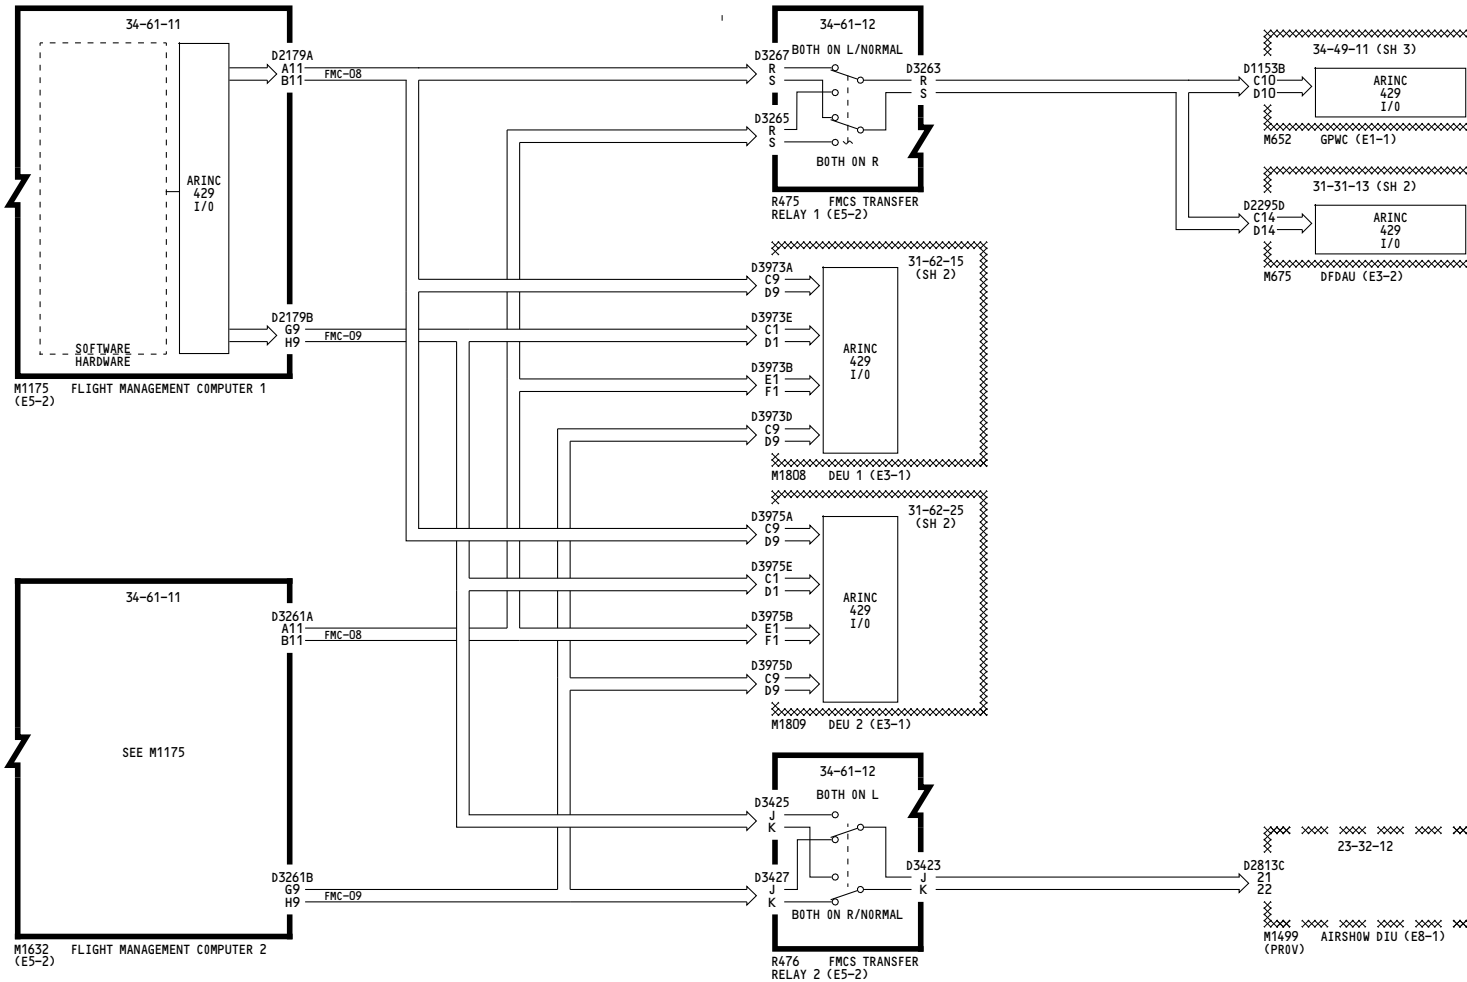 34-61-11
ARINC
429
I/O
SOFTWARE
HARDWARE
D2179A
A11
B11
FMC-08
D2179B
G9
H9
FMC-09
M1175
(E5-2)
FLIGHT MANAGEMENT COMPUTER 1
34-61-11
SEE M1175
D3261A
A11
B11
FMC-08
D3261B
G9
H9
FMC-09
M1632
(E5-2)
FLIGHT MANAGEMENT COMPUTER 2
34-61-12
BOTH ON L/NORMAL
D3267
R
S
D3265
R
S
BOTH ON R
D3263
R
S
R475 FMCS TRANSFER
RELAY 1 (E5-2)
31-62-15
(SH 2)
D3973A
C9
D9
D3973E
C1
D1
D3973B
E1
F1
D3973D
C9
D9
ARINC
429
I/O
M1808 DEU 1 (E3-1)
31-62-25
(SH 2)
D3975A
C9
D9
D3975E
C1
D1
D3975B
E1
F1
D3975D
C9
D9
ARINC
429
I/O
M1809 DEU 2 (E3-1)
34-61-12
BOTH ON L
D3425
J
K
D3427
J
K
BOTH ON R/NORMAL
D3423
J
K
R476 FMCS TRANSFER
RELAY 2 (E5-2)
34-49-11 (SH 3)
D1153B
C10
D10
ARINC
429
I/O
M652 GPWC (E1-1)
31-31-13 (SH 2)
D2295D
C14
D14
ARINC
429
I/O
M675 DFDAU (E3-2)
23-32-12
D2813C
21
22
M1499 AIRSHOW DIU (E8-1)
(PROV)